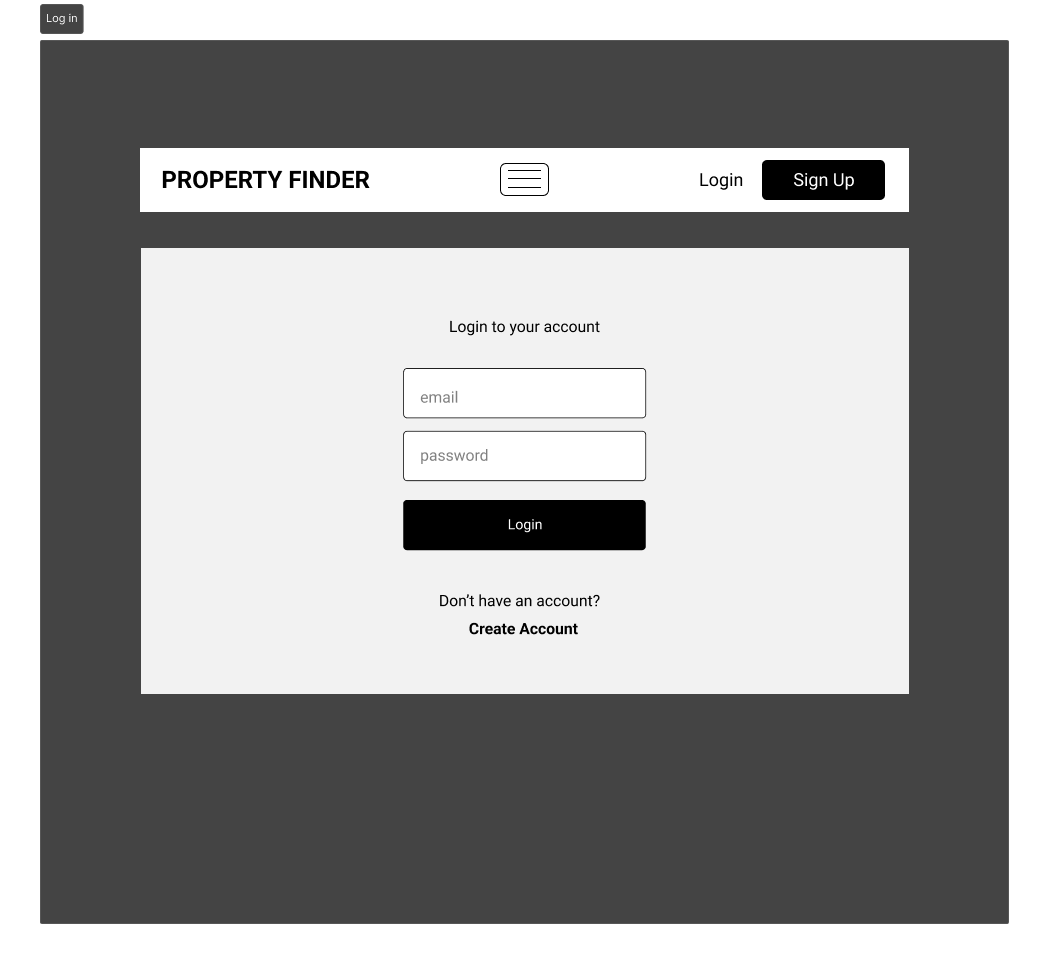 Log in
PROPERTY FINDER
Login
Sign Up
Login to your account
email
password
Login
Don’t have an account?
Create Account